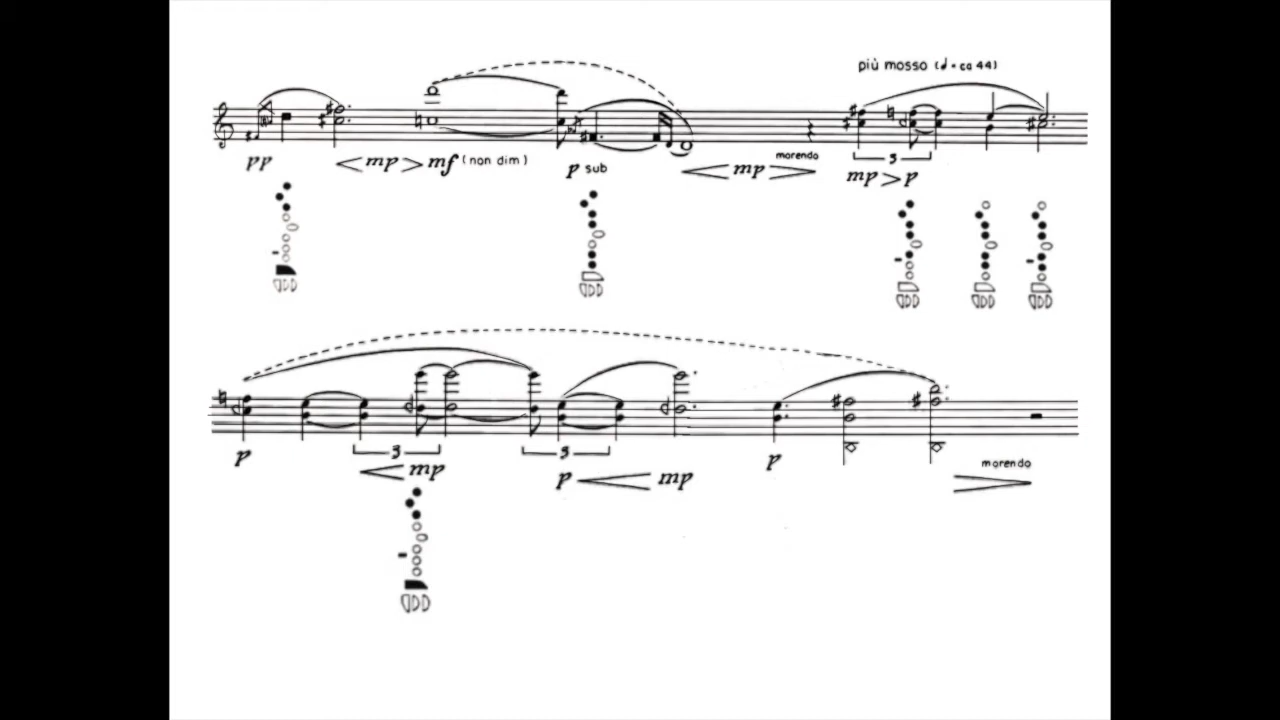 più mosso (𝅗𝅥 = ca 44)
pp mp mf (non dim) p sub mp morendo mp p
3
p mp p mp p morendo
3 3